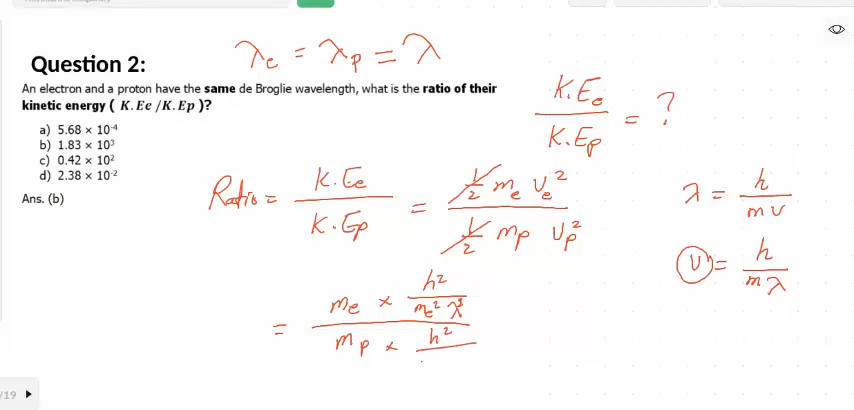 λe = λp = λ
Question 2:
An electron and a proton have the same de Broglie wavelength, what is the ratio of their
kinetic energy ( K.Ee /K.Ep )?
K.Ee / K.Ep = ?
a) 5.68 × 10⁻⁴
b) 1.83 × 10³
c) 0.42 × 10²
d) 2.38 × 10⁻²
Ans. (b)
Ratio = K.Ee / K.Ep = ½ me Ve² / ½ mp Up²
λ = h / mv
v = h / mλ
= me × h² / me² λ²
mp × h²
/19